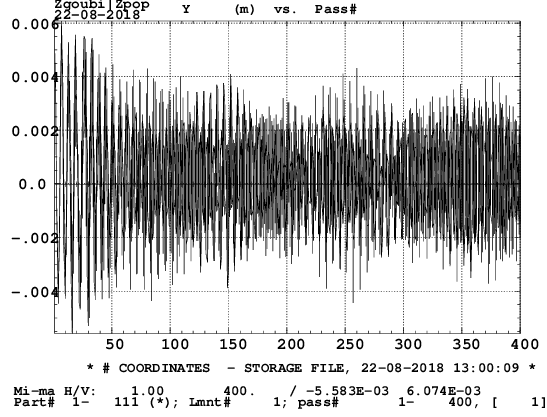 Zgoubi|Zpop
22-08-2018
Y (m) vs. Pass#
0.006
0.004
0.002
0.0
-.002
-.004
50 100 150 200 250 300 350 400
* # COORDINATES - STORAGE FILE, 22-08-2018 13:00:09 *
Mi-ma H/V: 1.00 400. / -5.583E-03 6.074E-03
Part# 1- 111 (*); Lmnt# 1; pass# 1- 400, [ 1]